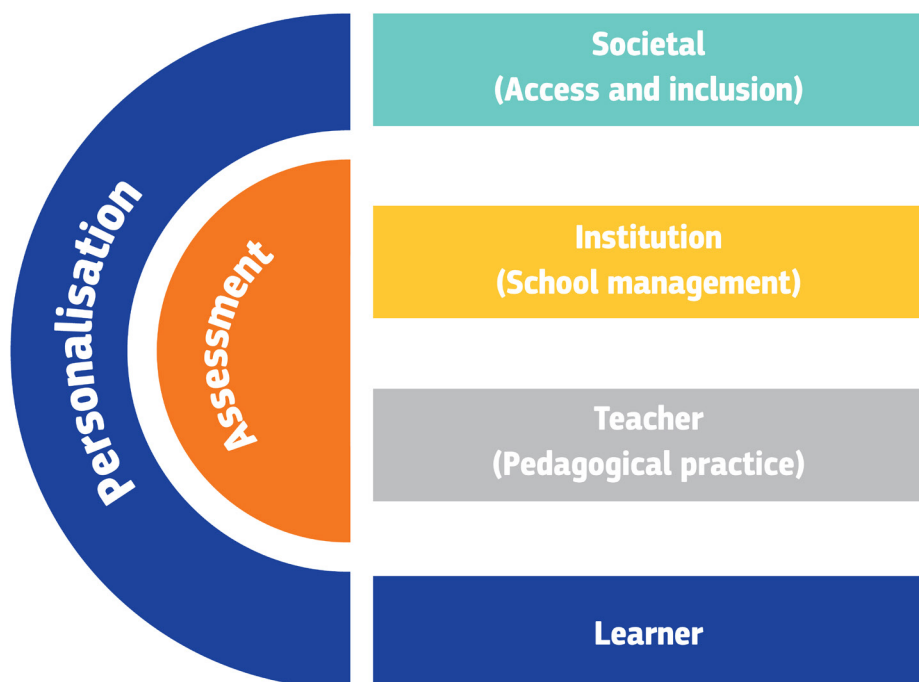 Personalisation
Assessment
Societal
(Access and inclusion)
Institution
(School management)
Teacher
(Pedagogical practice)
Learner